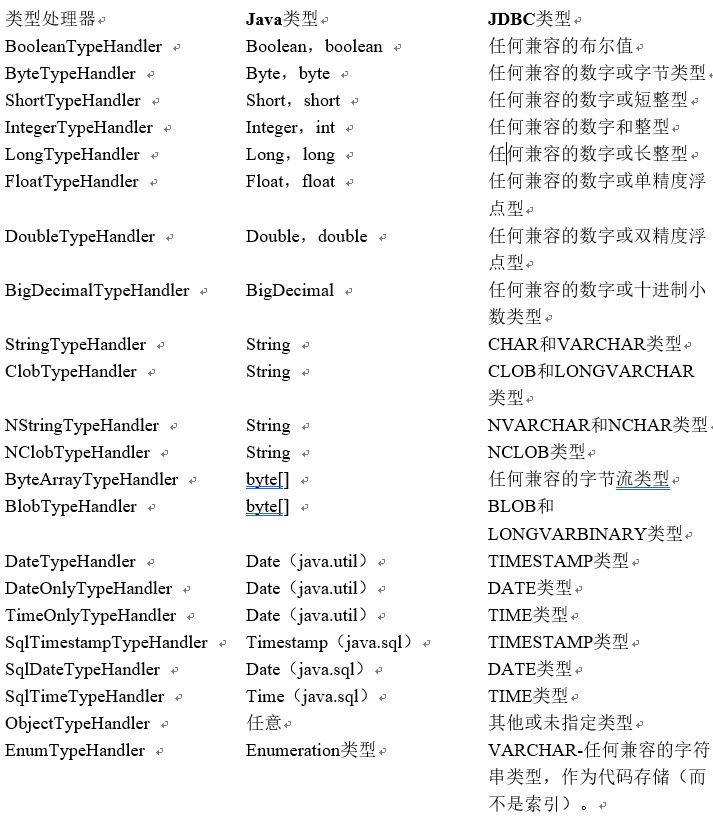 类型处理器 Java类型 JDBC类型
BooleanTypeHandler Boolean，boolean 任何兼容的布尔值
ByteTypeHandler Byte，byte 任何兼容的数字或字节类型
ShortTypeHandler Short，short 任何兼容的数字或短整型
IntegerTypeHandler Integer，int 任何兼容的数字和整型
LongTypeHandler Long，long 任何兼容的数字或长整型
FloatTypeHandler Float，float 任何兼容的数字或单精度浮
点型
DoubleTypeHandler Double，double 任何兼容的数字或双精度浮
点型
BigDecimalTypeHandler BigDecimal 任何兼容的数字或十进制小
数类型
StringTypeHandler String CHAR和VARCHAR类型
ClobTypeHandler String CLOB和LONGVARCHAR
类型
NStringTypeHandler String NVARCHAR和NCHAR类型
NClobTypeHandler String NCLOB类型
ByteArrayTypeHandler byte[] 任何兼容的字节流类型
BlobTypeHandler byte[] BLOB和
LONGVARBINARY类型
DateTypeHandler Date（java.util） TIMESTAMP类型
DateOnlyTypeHandler Date（java.util） DATE类型
TimeOnlyTypeHandler Date（java.util） TIME类型
SqlTimestampTypeHandler Timestamp（java.sql） TIMESTAMP类型
SqlDateTypeHandler Date（java.sql） DATE类型
SqlTimeTypeHandler Time（java.sql） TIME类型
ObjectTypeHandler 任意 其他或未指定类型
EnumTypeHandler Enumeration类型 VARCHAR-任何兼容的字符
串类型，作为代码存储（而
不是索引）。